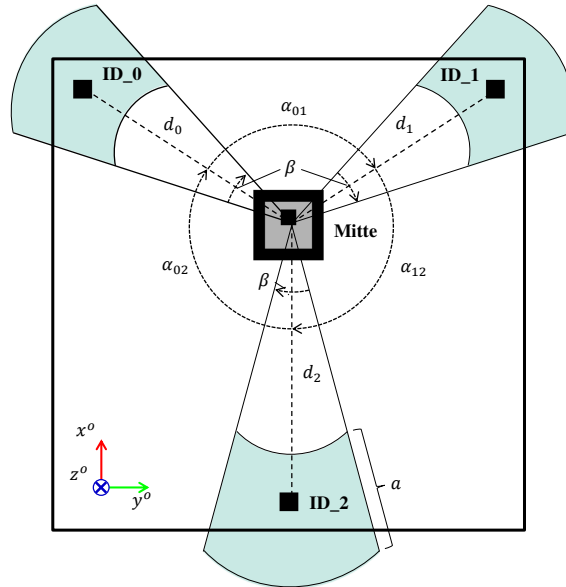 ID_0
ID_1
α₀₁
d₀
d₁
β
Mitte
α₀₂
α₁₂
β
d₂
xᵒ
zᵒ
yᵒ
a
ID_2